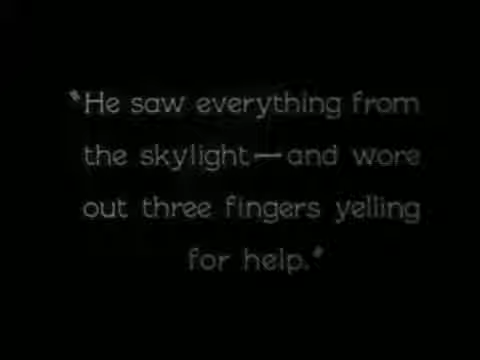 "He saw everything from
the skylight—and wore
out three fingers yelling
for help."